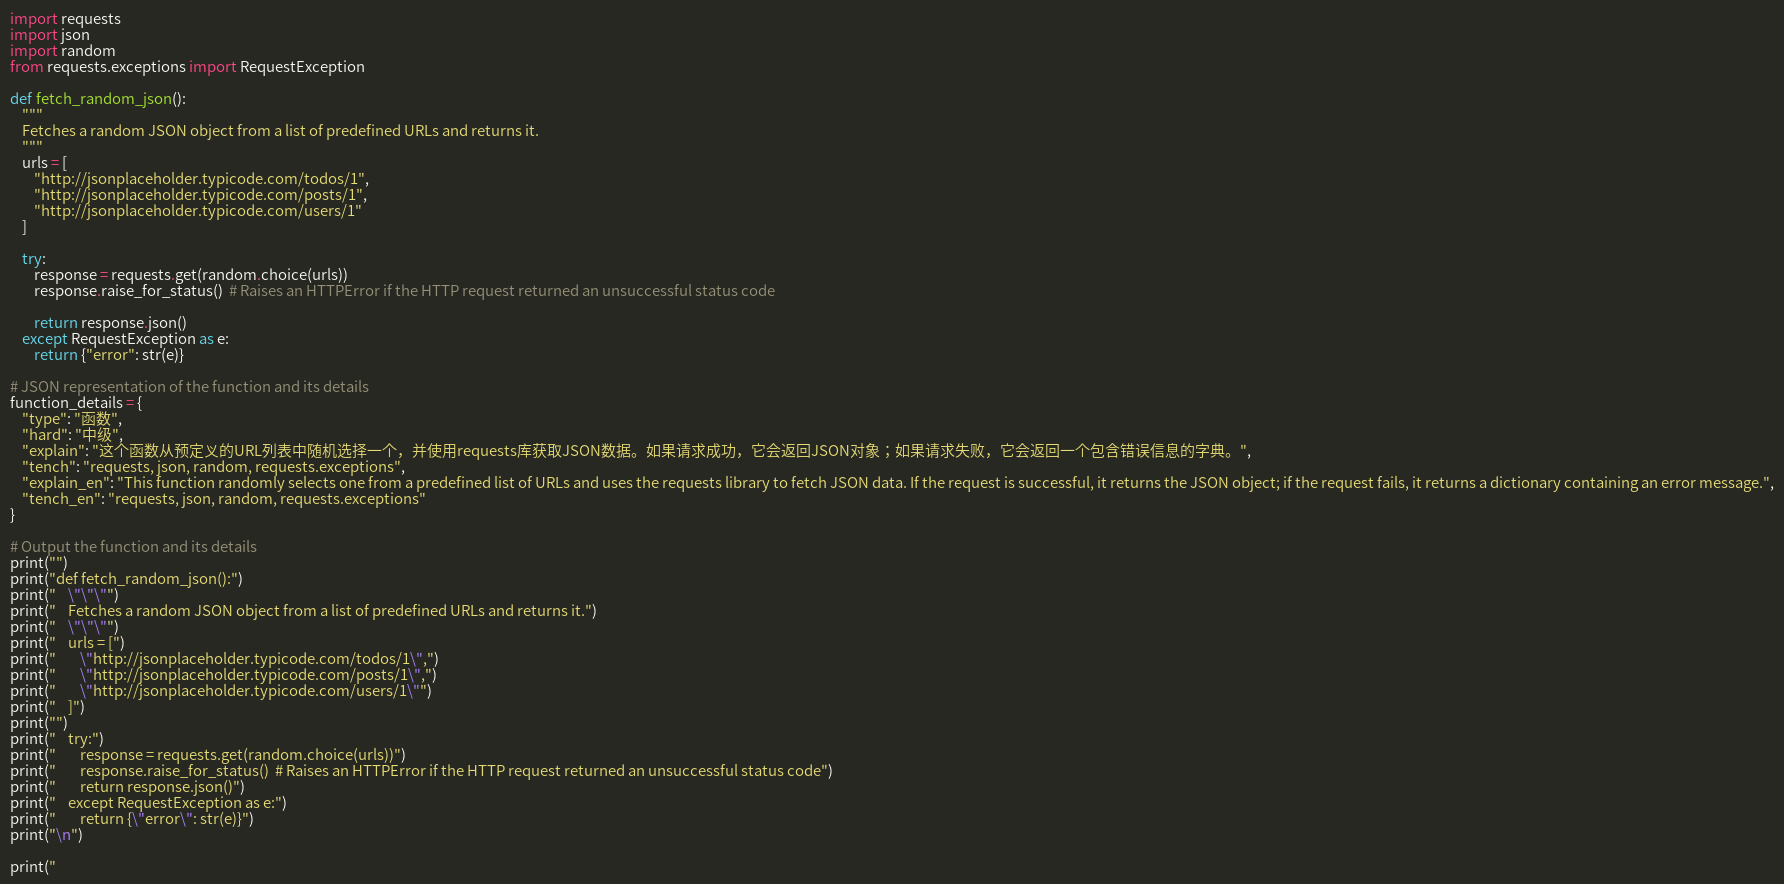 import requests
import json
import random
from requests.exceptions import RequestException

def fetch_random_json():
    """
    Fetches a random JSON object from a list of predefined URLs and returns it.
    """
    urls = [
        "http://jsonplaceholder.typicode.com/todos/1",
        "http://jsonplaceholder.typicode.com/posts/1",
        "http://jsonplaceholder.typicode.com/users/1"
    ]

    try:
        response = requests.get(random.choice(urls))
        response.raise_for_status()  # Raises an HTTPError if the HTTP request returned an unsuccessful status code

        return response.json()
    except RequestException as e:
        return {"error": str(e)}

# JSON representation of the function and its details
function_details = {
    "type": "函数",
    "hard": "中级",
    "explain": "这个函数从预定义的URL列表中随机选择一个，并使用requests库获取JSON数据。如果请求成功，它会返回JSON对象；如果请求失败，它会返回一个包含错误信息的字典。",
    "tench": "requests, json, random, requests.exceptions",
    "explain_en": "This function randomly selects one from a predefined list of URLs and uses the requests library to fetch JSON data. If the request is successful, it returns the JSON object; if the request fails, it returns a dictionary containing an error message.",
    "tench_en": "requests, json, random, requests.exceptions"
}

# Output the function and its details
print("")
print("def fetch_random_json():")
print("    \"\"\"")
print("    Fetches a random JSON object from a list of predefined URLs and returns it.")
print("    \"\"\"")
print("    urls = [")
print("        \"http://jsonplaceholder.typicode.com/todos/1\",")
print("        \"http://jsonplaceholder.typicode.com/posts/1\",")
print("        \"http://jsonplaceholder.typicode.com/users/1\"")
print("    ]")
print("")
print("    try:")
print("        response = requests.get(random.choice(urls))")
print("        response.raise_for_status()  # Raises an HTTPError if the HTTP request returned an unsuccessful status code")
print("        return response.json()")
print("    except RequestException as e:")
print("        return {\"error\": str(e)}")
print("\n")

print("